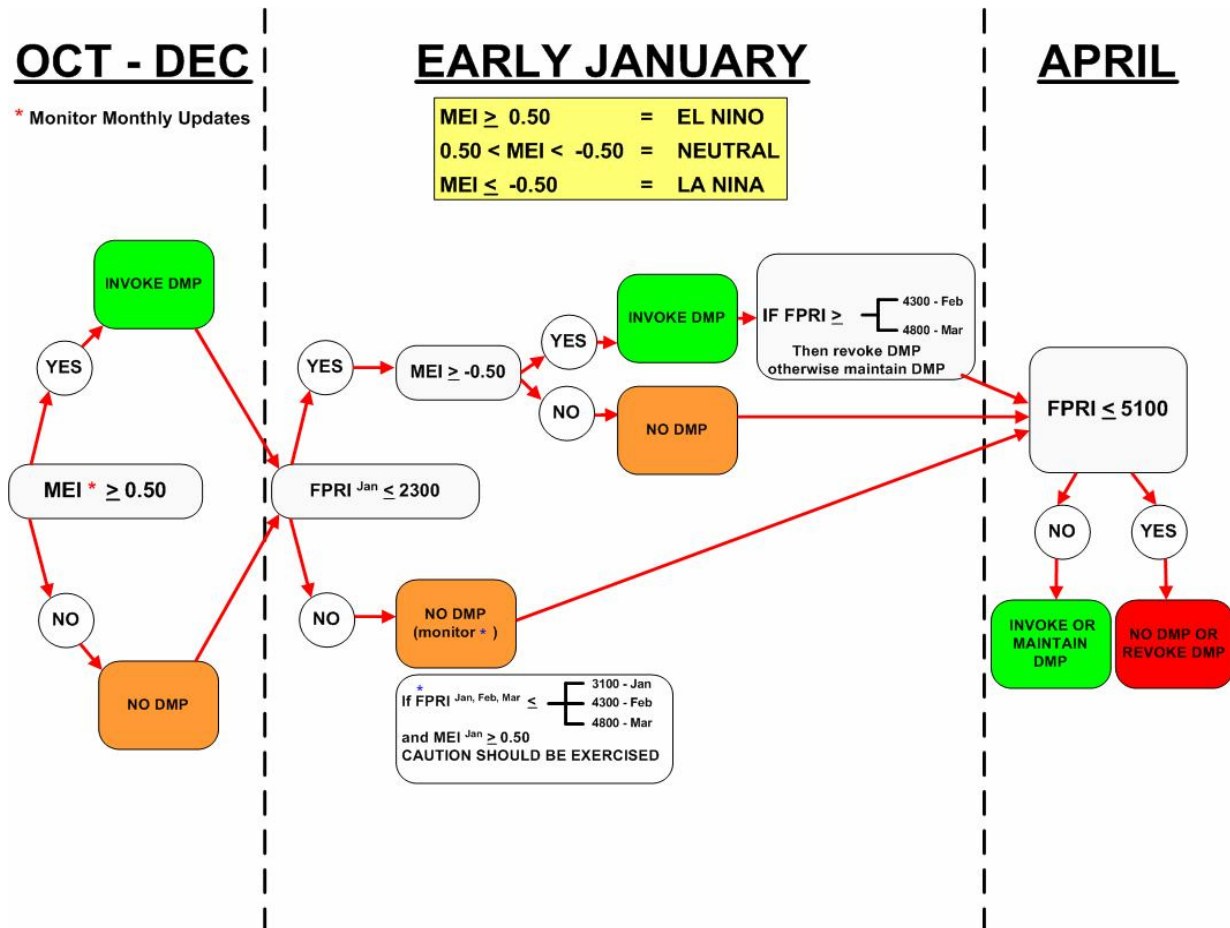 OCT - DEC
* Monitor Monthly Updates
INVOKE DMP
YES
MEI * ≥ 0.50
NO
NO DMP
EARLY JANUARY
MEI ≥ 0.50 = EL NINO
0.50 < MEI < -0.50 = NEUTRAL
MEI ≤ -0.50 = LA NINA
FPRI Jan ≤ 2300
YES
MEI ≥ -0.50
YES
INVOKE DMP
IF FPRI ≥
4300 - Feb
4800 - Mar
Then revoke DMP
otherwise maintain DMP
NO
NO DMP
NO
NO DMP
(monitor * )
*
If FPRI Jan, Feb, Mar ≤
3100 - Jan
4300 - Feb
4800 - Mar
and MEI Jan ≥ 0.50
CAUTION SHOULD BE EXERCISED
APRIL
FPRI ≤ 5100
NO
YES
INVOKE OR
MAINTAIN
DMP
NO DMP OR
REVOKE DMP